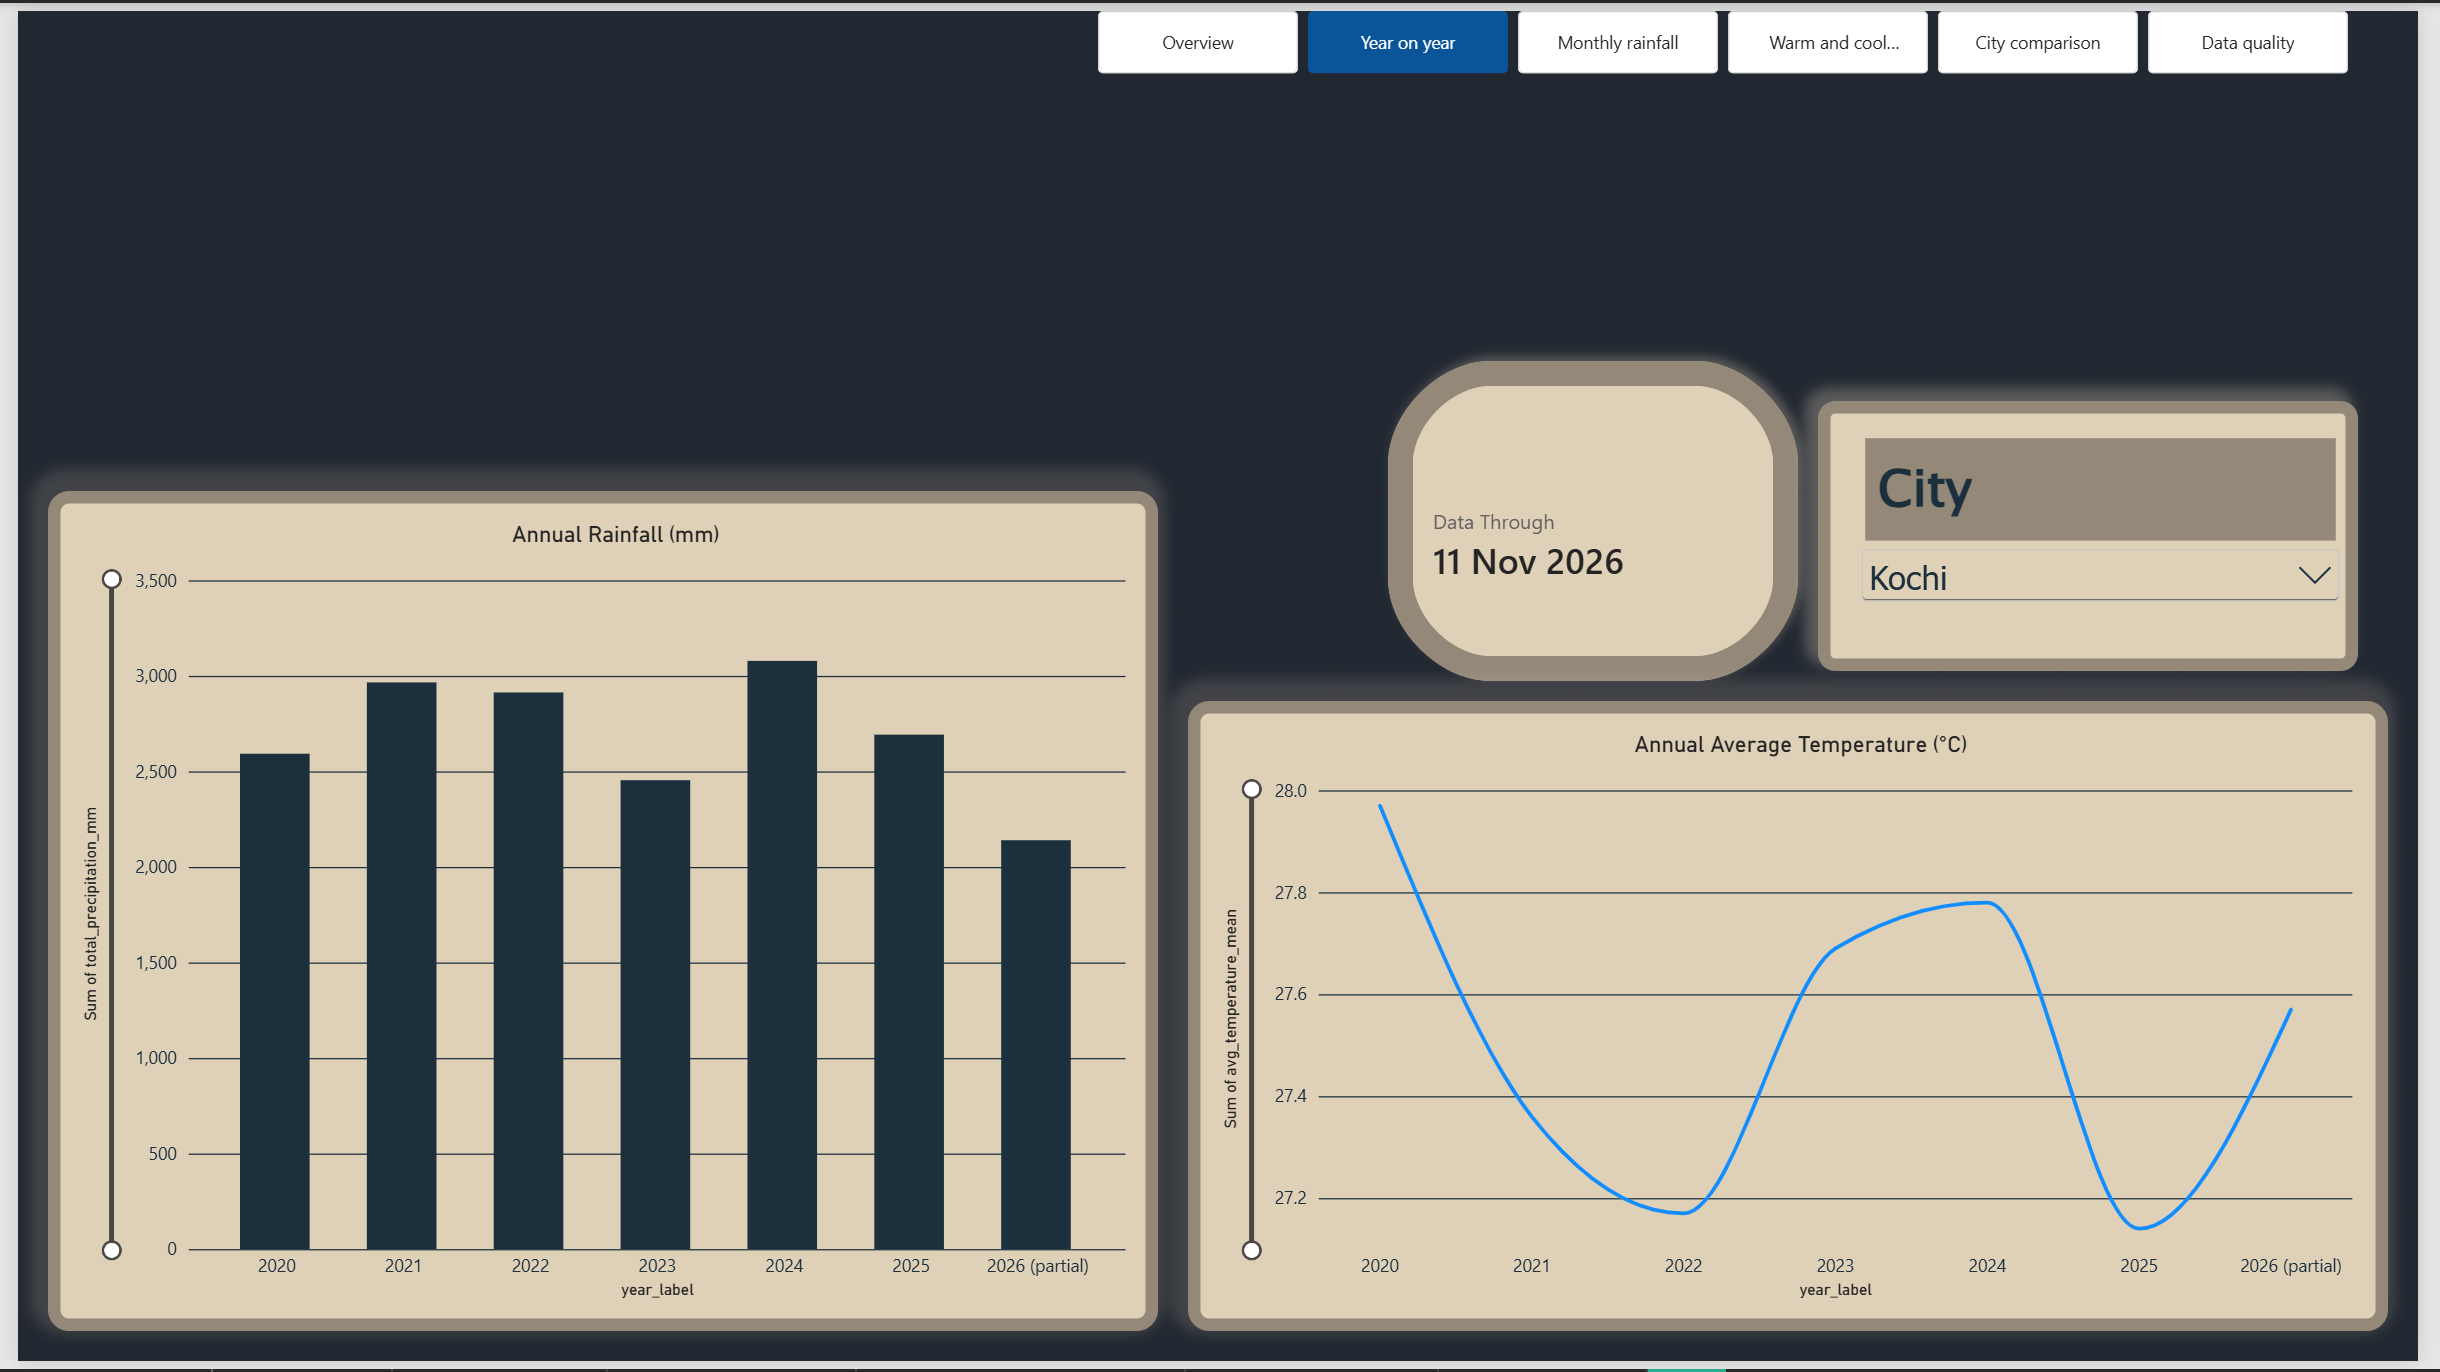 Overview
Year on year
Monthly rainfall
Warm and cool...
City comparison
Data quality
Data Through
11 Nov 2026
City
Kochi
Annual Rainfall (mm)
Sum of total_precipitation_mm
3,500
3,000
2,500
2,000
1,500
1,000
500
0
2020 2021 2022 2023 2024 2025 2026 (partial)
year_label
Annual Average Temperature (°C)
Sum of avg_temperature_mean
28.0
27.8
27.6
27.4
27.2
2020 2021 2022 2023 2024 2025 2026 (partial)
year_label